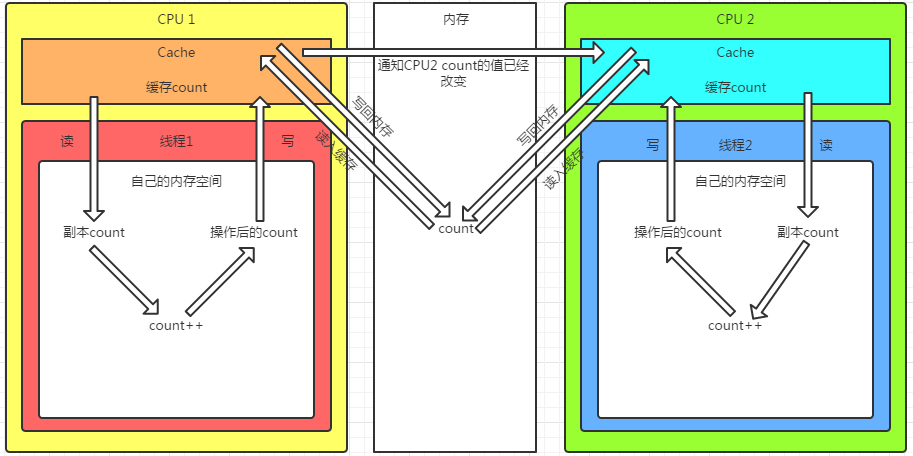 CPU 1
Cache
缓存count
读
线程1
写
自己的内存空间
副本count
操作后的count
count++
内存
通知CPU2 count的值已经
改变
写回内存
读入缓存
写回内存
读入缓存
count
CPU 2
Cache
缓存count
写
线程2
读
自己的内存空间
操作后的count
副本count
count++